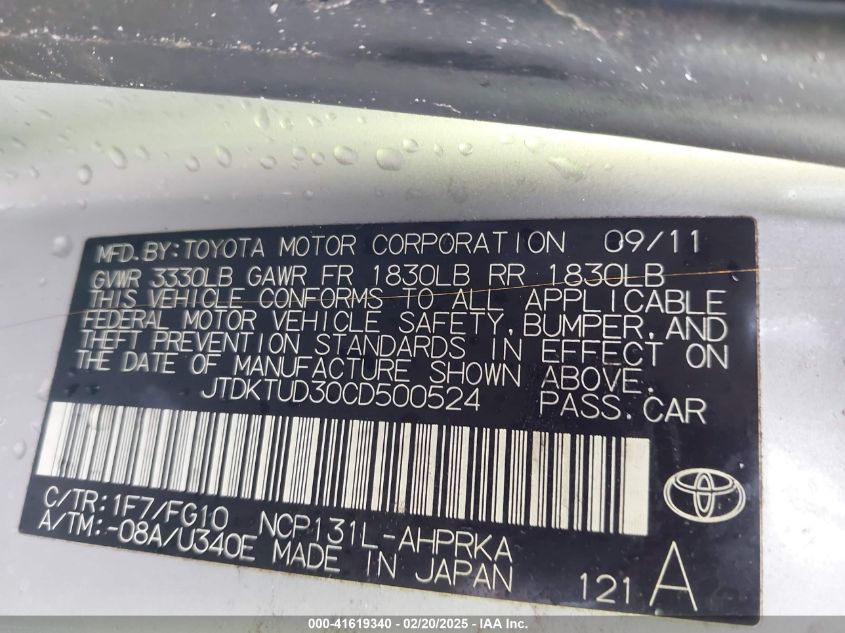 MFD.BY:TOYOTA MOTOR CORPORATION 09/11
GVWR 3330LB GAWR FR 1830LB RR 1830LB
THIS VEHICLE CONFORMS TO ALL APPLICABLE
FEDERAL MOTOR VEHICLE SAFETY, BUMPER, AND
THEFT PREVENTION STANDARDS IN EFFECT ON
THE DATE OF MANUFACTURE SHOWN ABOVE.
JTDKTUD30CD500524 PASS.CAR
C/TR:1F7/FG10 NCP131L-AHPRKA
A/TM:-08A/U340E MADE IN JAPAN
121 A
000-41619340 - 02/20/2025 - IAA Inc.